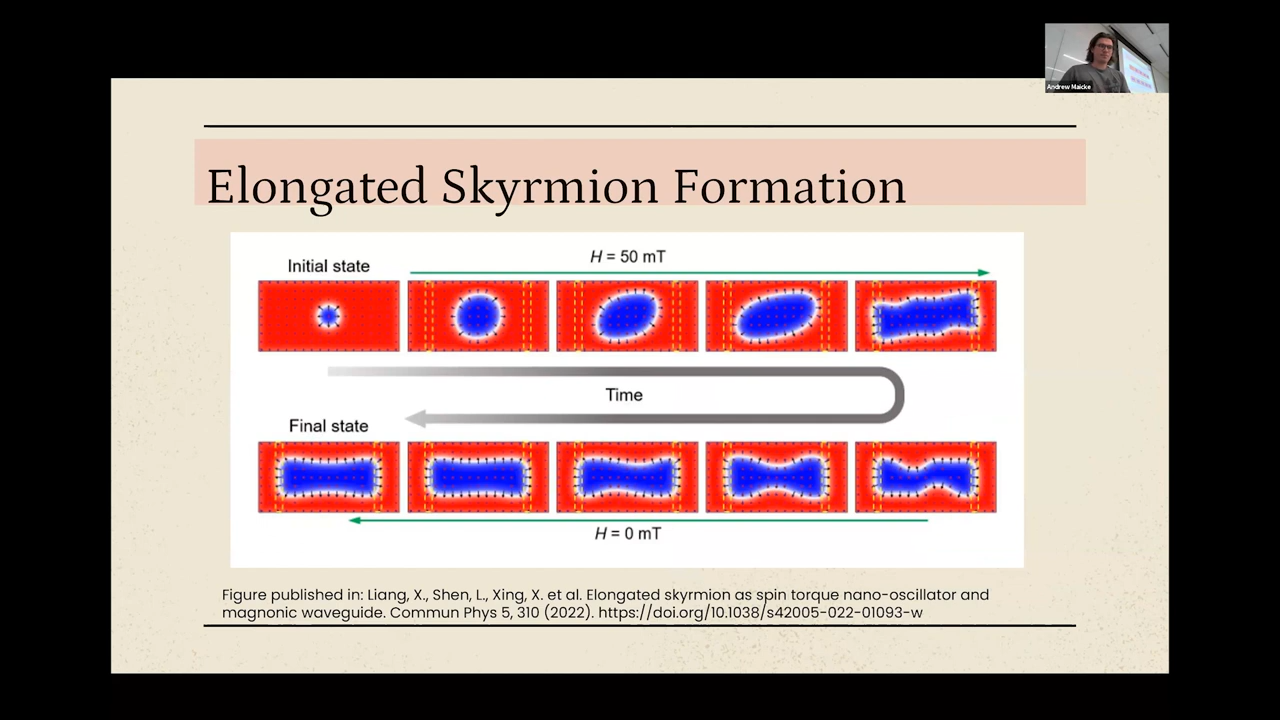 Andrew Maicke
Elongated Skyrmion Formation
H = 50 mT
Initial state
Time
Final state
H = 0 mT
Figure published in: Liang, X., Shen, L., Xing, X. et al. Elongated skyrmion as spin torque nano-oscillator and
magnonic waveguide. Commun Phys 5, 310 (2022). https://doi.org/10.1038/s42005-022-01093-w